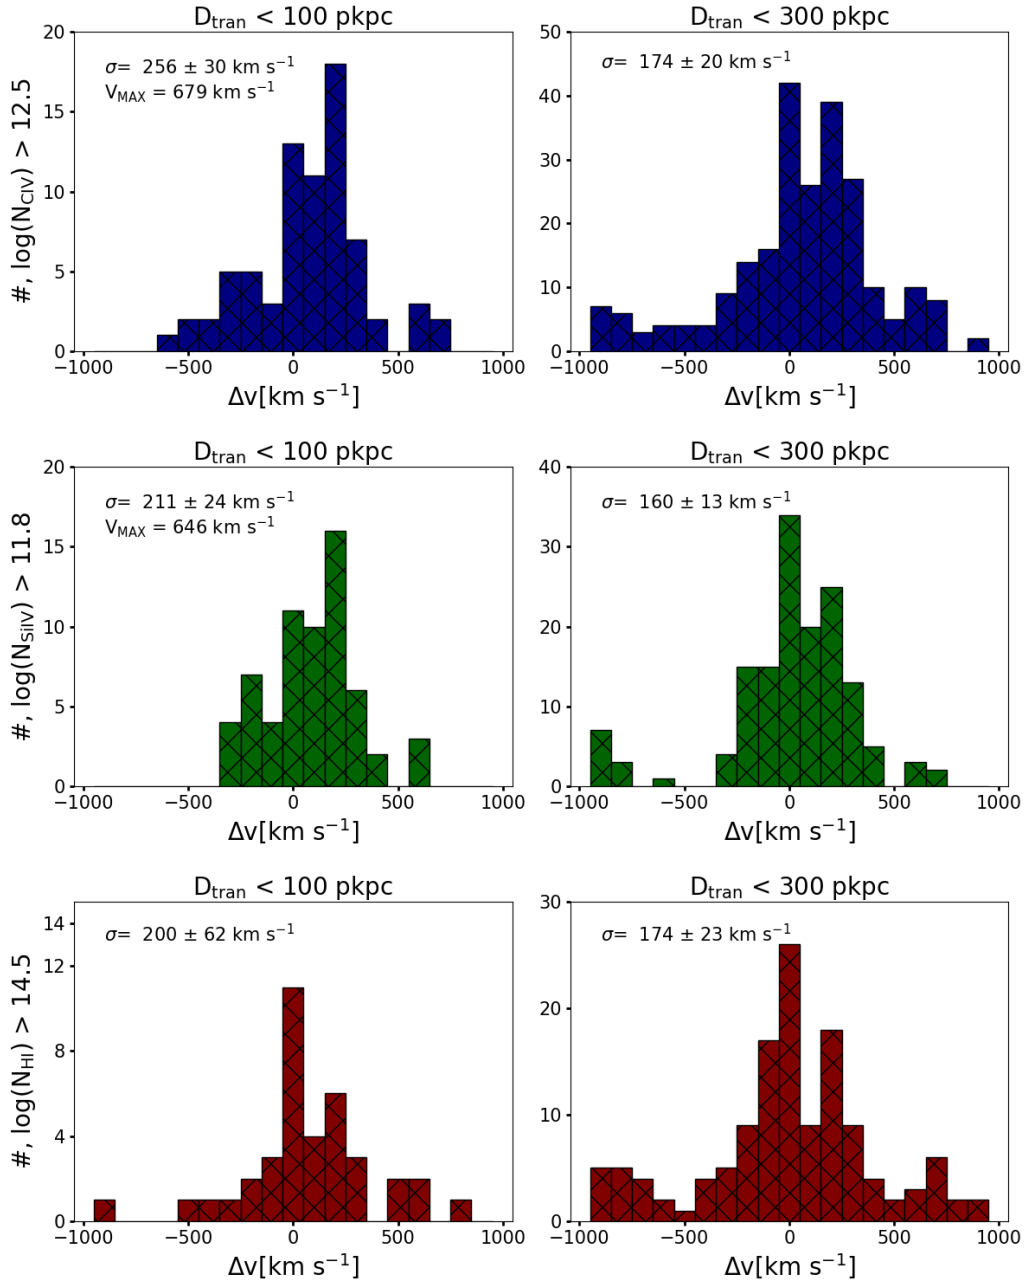 D_tran < 100 pkpc
D_tran < 300 pkpc
#, log(N_CIV) > 12.5
σ= 256 ± 30 km s⁻¹
V_MAX = 679 km s⁻¹
σ= 174 ± 20 km s⁻¹
20
15
10
5
0
50
40
30
20
10
0
−1000 −500 0 500 1000
−1000 −500 0 500 1000
Δv[km s⁻¹]
Δv[km s⁻¹]
D_tran < 100 pkpc
D_tran < 300 pkpc
#, log(N_SiIV) > 11.8
σ= 211 ± 24 km s⁻¹
V_MAX = 646 km s⁻¹
σ= 160 ± 13 km s⁻¹
20
15
10
5
0
40
30
20
10
0
−1000 −500 0 500 1000
−1000 −500 0 500 1000
Δv[km s⁻¹]
Δv[km s⁻¹]
D_tran < 100 pkpc
D_tran < 300 pkpc
#, log(N_HI) > 14.5
σ= 200 ± 62 km s⁻¹
σ= 174 ± 23 km s⁻¹
14
12
8
4
0
30
20
10
0
−1000 −500 0 500 1000
−1000 −500 0 500 1000
Δv[km s⁻¹]
Δv[km s⁻¹]